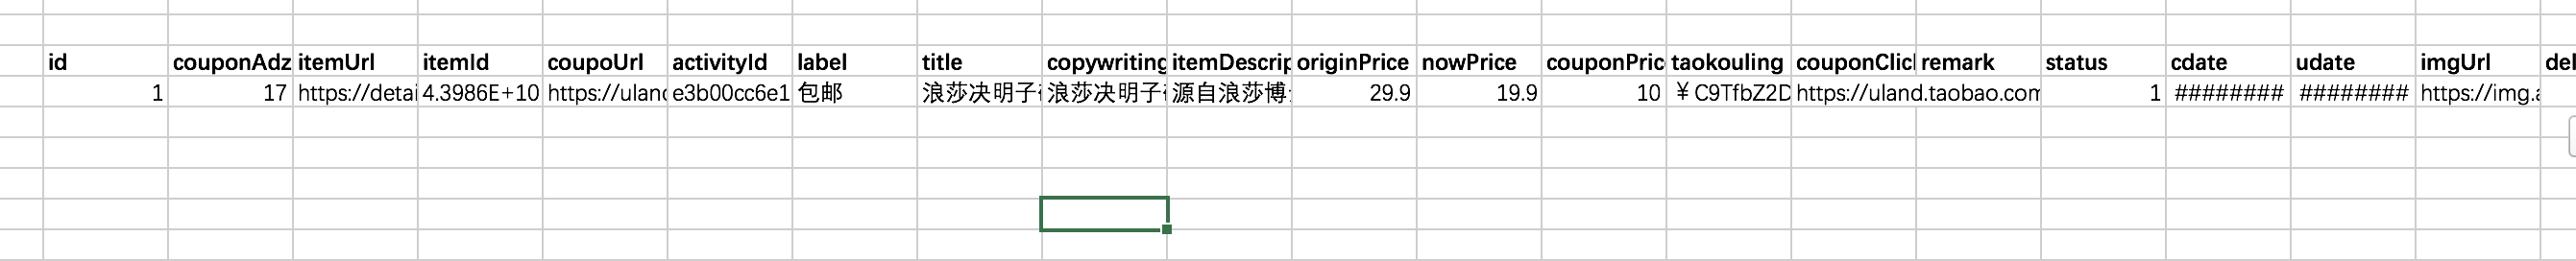 id couponAdz itemUrl itemId coupoUrl activityId label title copywriting itemDescrip originPrice nowPrice couponPric taokouling couponClicl remark status cdate udate imgUrl del
1 17 https://detai 4.3986E+10 https://uland e3b00cc6e1 包邮 浪莎决明子 浪莎决明子 源自浪莎博 29.9 19.9 10 ￥C9TfbZ2D https://uland.taobao.com 1 ######## ######## https://img.a